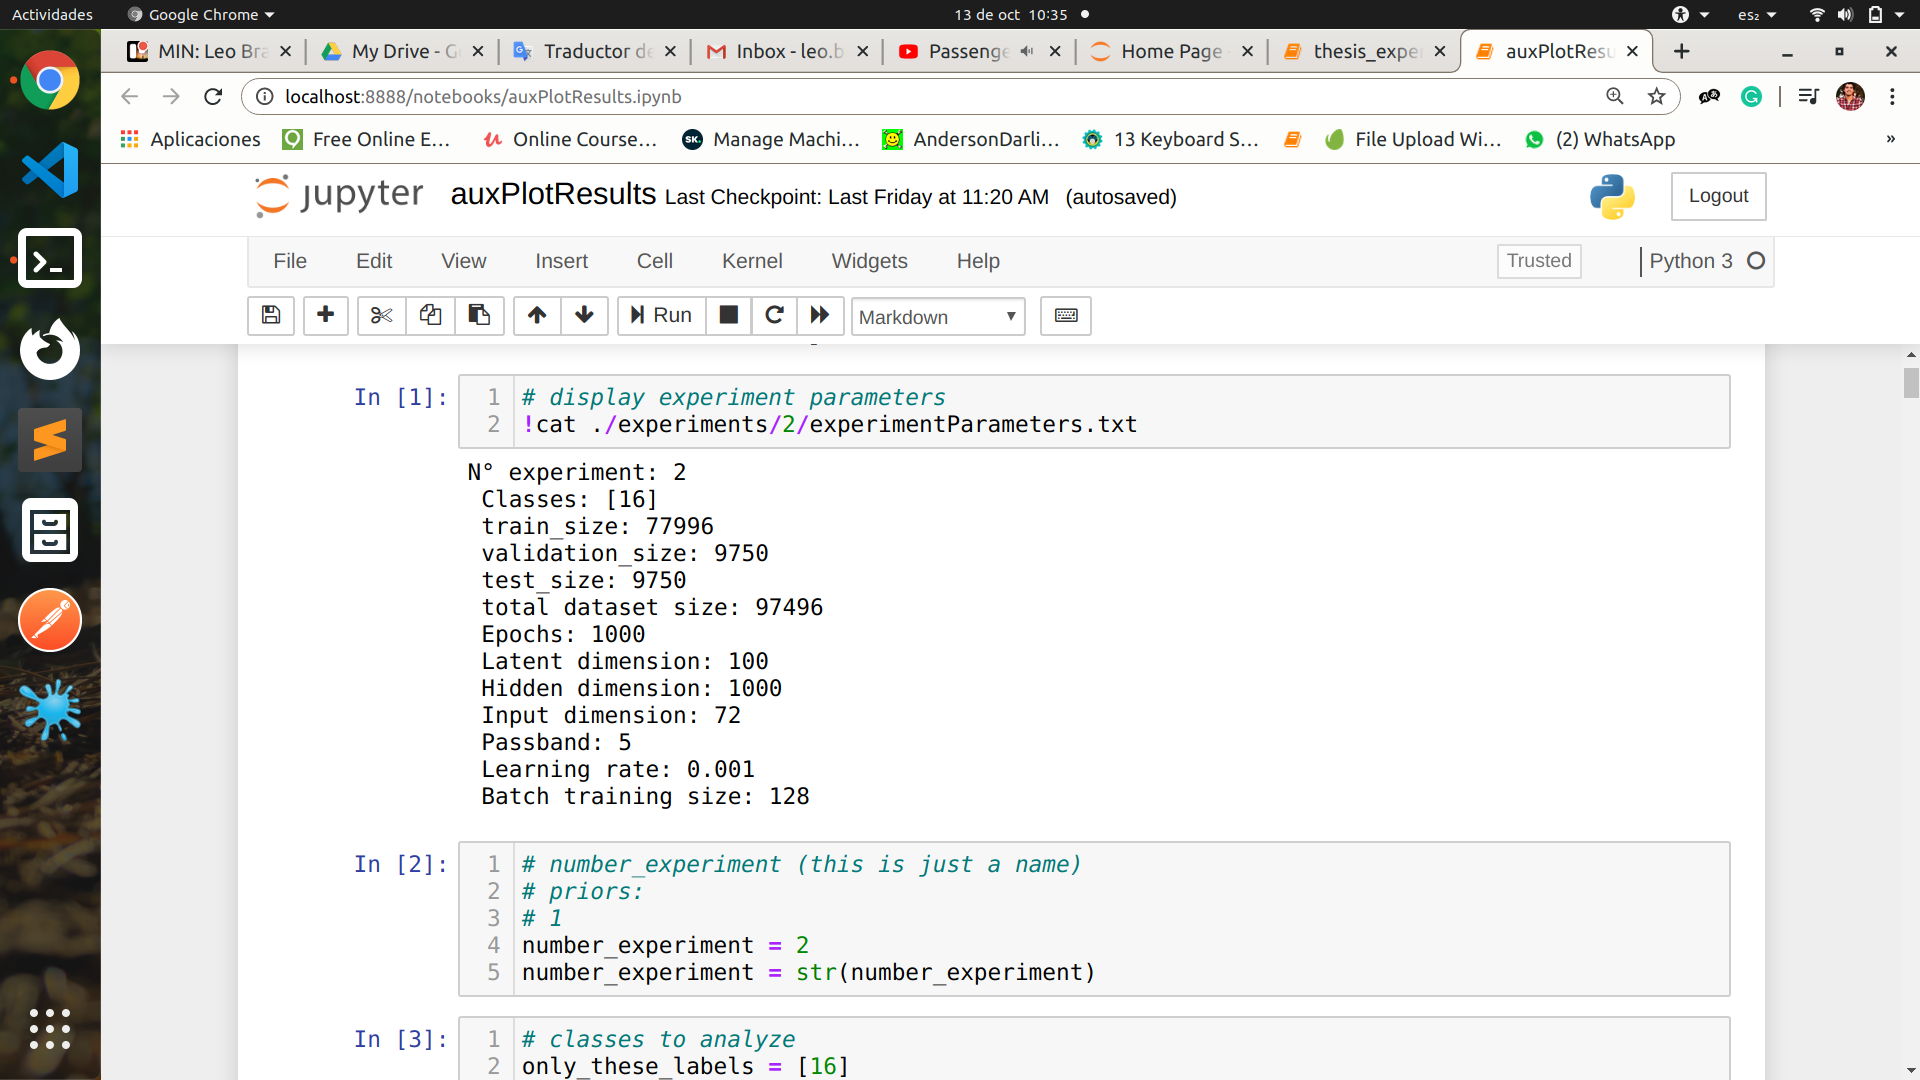 Actividades
Google Chrome
13 de oct 10:35
es₂
MIN: Leo Bra
My Drive - G
Traductor de
Inbox - leo.b
Passenge
Home Page
thesis_exper
auxPlotResu
localhost:8888/notebooks/auxPlotResults.ipynb
Aplicaciones
Free Online E...
Online Course...
SK.
Manage Machi...
AndersonDarli...
13 Keyboard S...
File Upload Wi...
(2) WhatsApp
»
jupyter
auxPlotResults Last Checkpoint: Last Friday at 11:20 AM (autosaved)
Logout
File
Edit
View
Insert
Cell
Kernel
Widgets
Help
Trusted
Python 3
Run
Markdown
In [1]:
1 # display experiment parameters
2 !cat ./experiments/2/experimentParameters.txt
N° experiment: 2
Classes: [16]
train_size: 77996
validation_size: 9750
test_size: 9750
total dataset size: 97496
Epochs: 1000
Latent dimension: 100
Hidden dimension: 1000
Input dimension: 72
Passband: 5
Learning rate: 0.001
Batch training size: 128
In [2]:
1 # number_experiment (this is just a name)
2 # priors:
3 # 1
4 number_experiment = 2
5 number_experiment = str(number_experiment)
In [3]:
1 # classes to analyze
2 only_these_labels = [16]